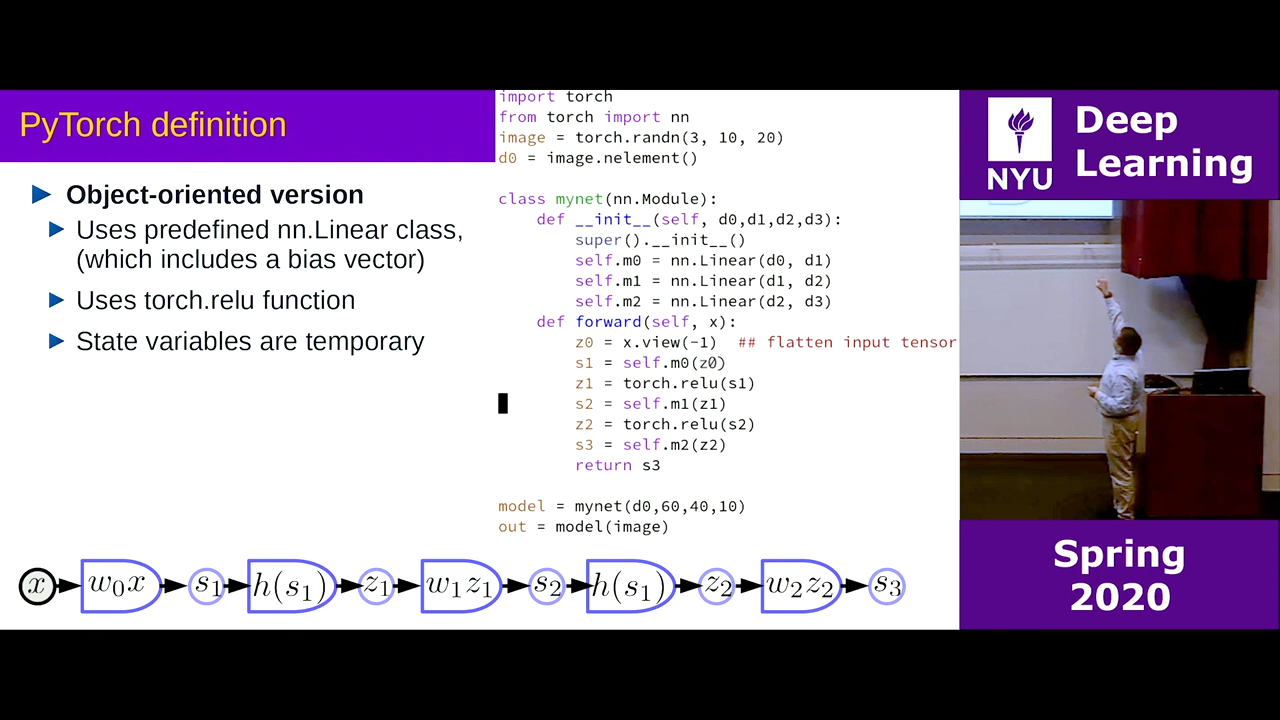 PyTorch definition
Object-oriented version
Uses predefined nn.Linear class,
(which includes a bias vector)
Uses torch.relu function
State variables are temporary
import torch
from torch import nn
image = torch.randn(3, 10, 20)
d0 = image.nelement()
class mynet(nn.Module):
    def __init__(self, d0,d1,d2,d3):
        super().__init__()
        self.m0 = nn.Linear(d0, d1)
        self.m1 = nn.Linear(d1, d2)
        self.m2 = nn.Linear(d2, d3)
    def forward(self, x):
        z0 = x.view(-1)  ## flatten input tensor
        s1 = self.m0(z0)
        z1 = torch.relu(s1)
        s2 = self.m1(z1)
        z2 = torch.relu(s2)
        s3 = self.m2(z2)
        return s3
model = mynet(d0,60,40,10)
out = model(image)
x w₀x s₁ h(s₁) z₁ w₁z₁ s₂ h(s₁) z₂ w₂z₂ s₃
NYU
Deep
Learning
Spring
2020